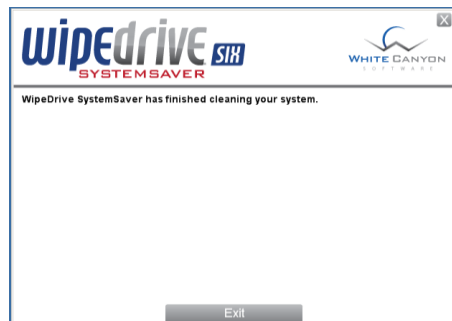 wipedrive SIX
SYSTEMSAVER
WHITE CANYON
SOFTWARE
X
WipeDrive SystemSaver has finished cleaning your system.
Exit